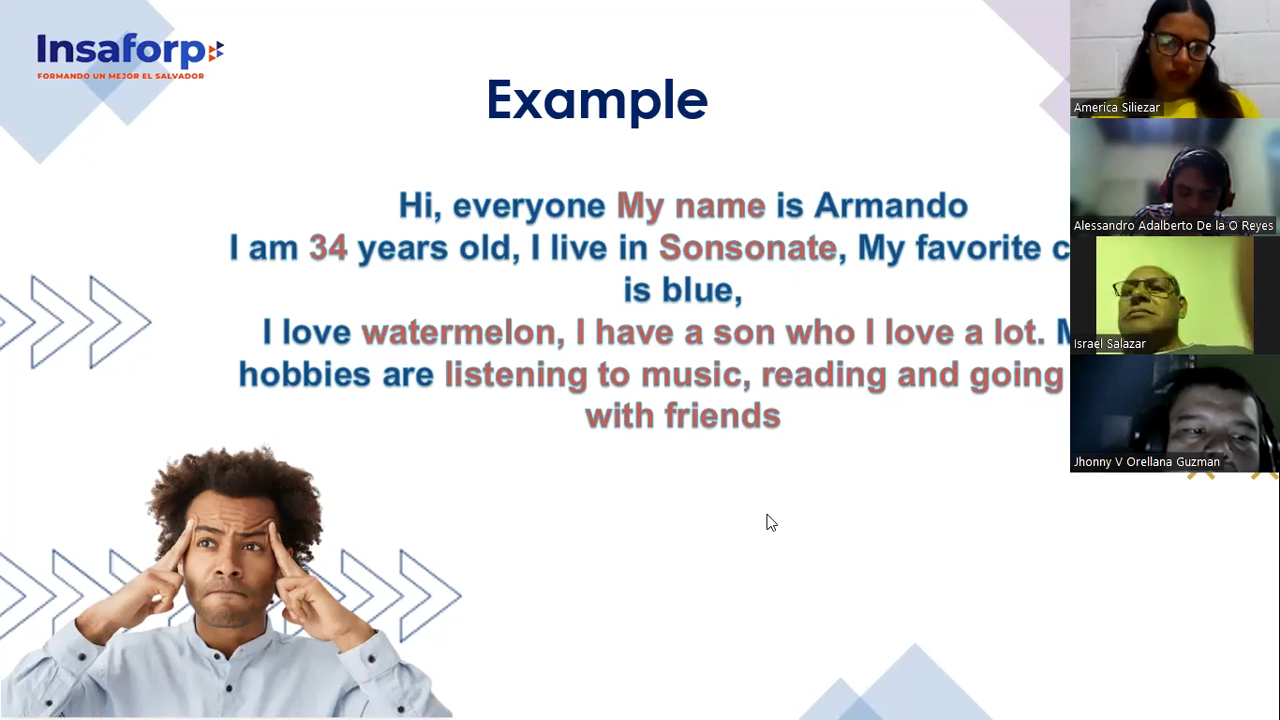 Insaforp
FORMANDO UN MEJOR EL SALVADOR
Example
Hi, everyone My name is Armando
I am 34 years old, I live in Sonsonate, My favorite
is blue,
I love watermelon, I have a son who I love a lot.
hobbies are listening to music, reading and going
with friends
America Siliezar
Alessandro Adalberto De la O Reyes
Israel Salazar
Jhonny V Orellana Guzman